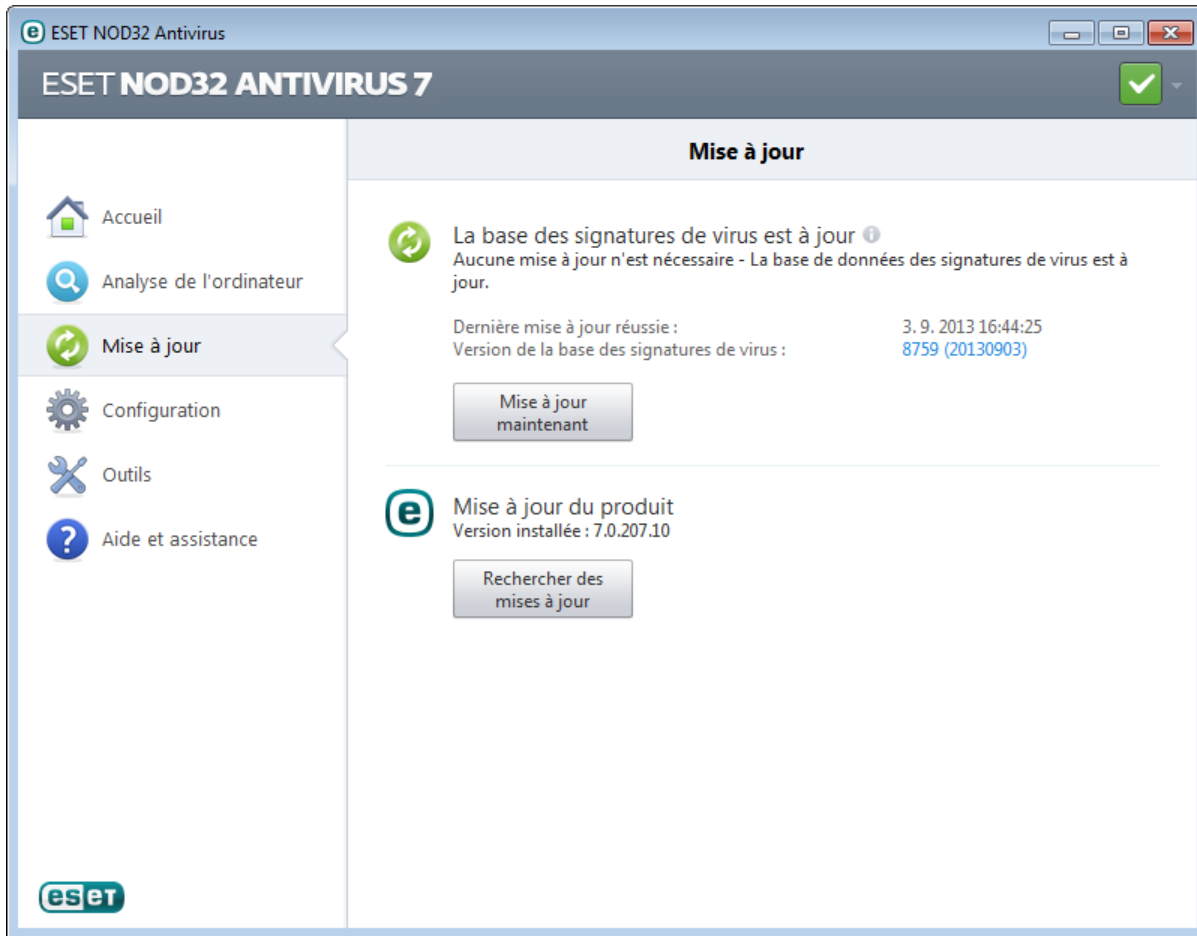 ESET NOD32 Antivirus
ESET NOD32 ANTIVIRUS 7
Mise à jour
Accueil
Analyse de l'ordinateur
Mise à jour
Configuration
Outils
Aide et assistance
La base des signatures de virus est à jour
Aucune mise à jour n'est nécessaire - La base de données des signatures de virus est à
jour.
Dernière mise à jour réussie : 3. 9. 2013 16:44:25
Version de la base des signatures de virus : 8759 (20130903)
Mise à jour
maintenant
Mise à jour du produit
Version installée : 7.0.207.10
Rechercher des
mises à jour
eseT